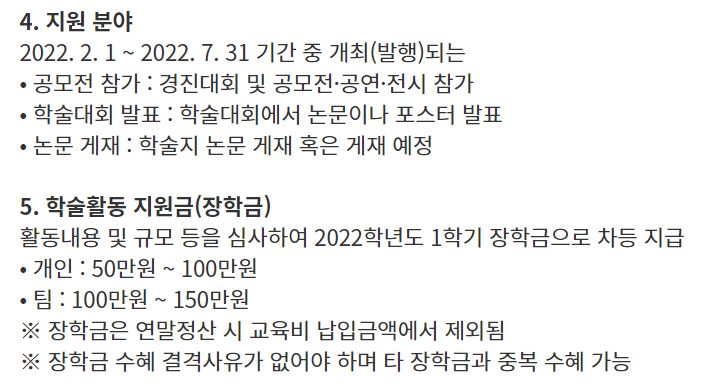 4. 지원 분야
2022. 2. 1 ~ 2022. 7. 31 기간 중 개최(발행)되는
• 공모전 참가 : 경진대회 및 공모전·공연·전시 참가
• 학술대회 발표 : 학술대회에서 논문이나 포스터 발표
• 논문 게재 : 학술지 논문 게재 혹은 게재 예정
5. 학술활동 지원금(장학금)
활동내용 및 규모 등을 심사하여 2022학년도 1학기 장학금으로 차등 지급
• 개인 : 50만원 ~ 100만원
• 팀 : 100만원 ~ 150만원
※ 장학금은 연말정산 시 교육비 납입금액에서 제외됨
※ 장학금 수혜 결격사유가 없어야 하며 타 장학금과 중복 수혜 가능